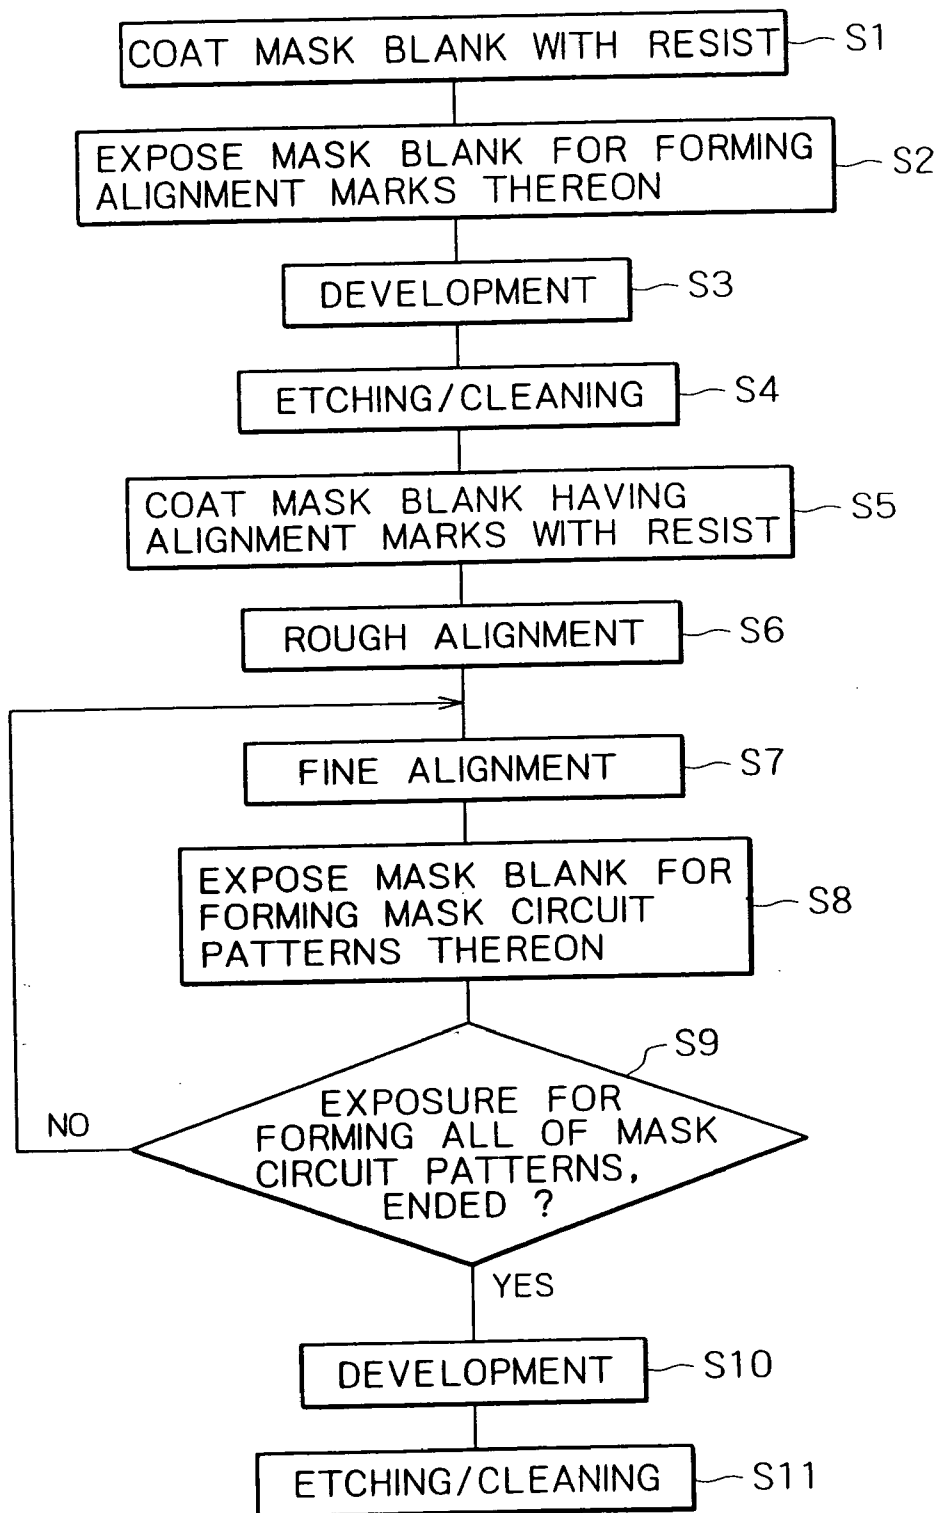 COAT MASK BLANK WITH RESIST
S1
EXPOSE MASK BLANK FOR FORMING
ALIGNMENT MARKS THEREON
S2
DEVELOPMENT
S3
ETCHING/CLEANING
S4
COAT MASK BLANK HAVING
ALIGNMENT MARKS WITH RESIST
S5
ROUGH ALIGNMENT
S6
FINE ALIGNMENT
S7
EXPOSE MASK BLANK FOR
FORMING MASK CIRCUIT
PATTERNS THEREON
S8
S9
EXPOSURE FOR
FORMING ALL OF MASK
CIRCUIT PATTERNS,
ENDED ?
NO
YES
DEVELOPMENT
S10
ETCHING/CLEANING
S11